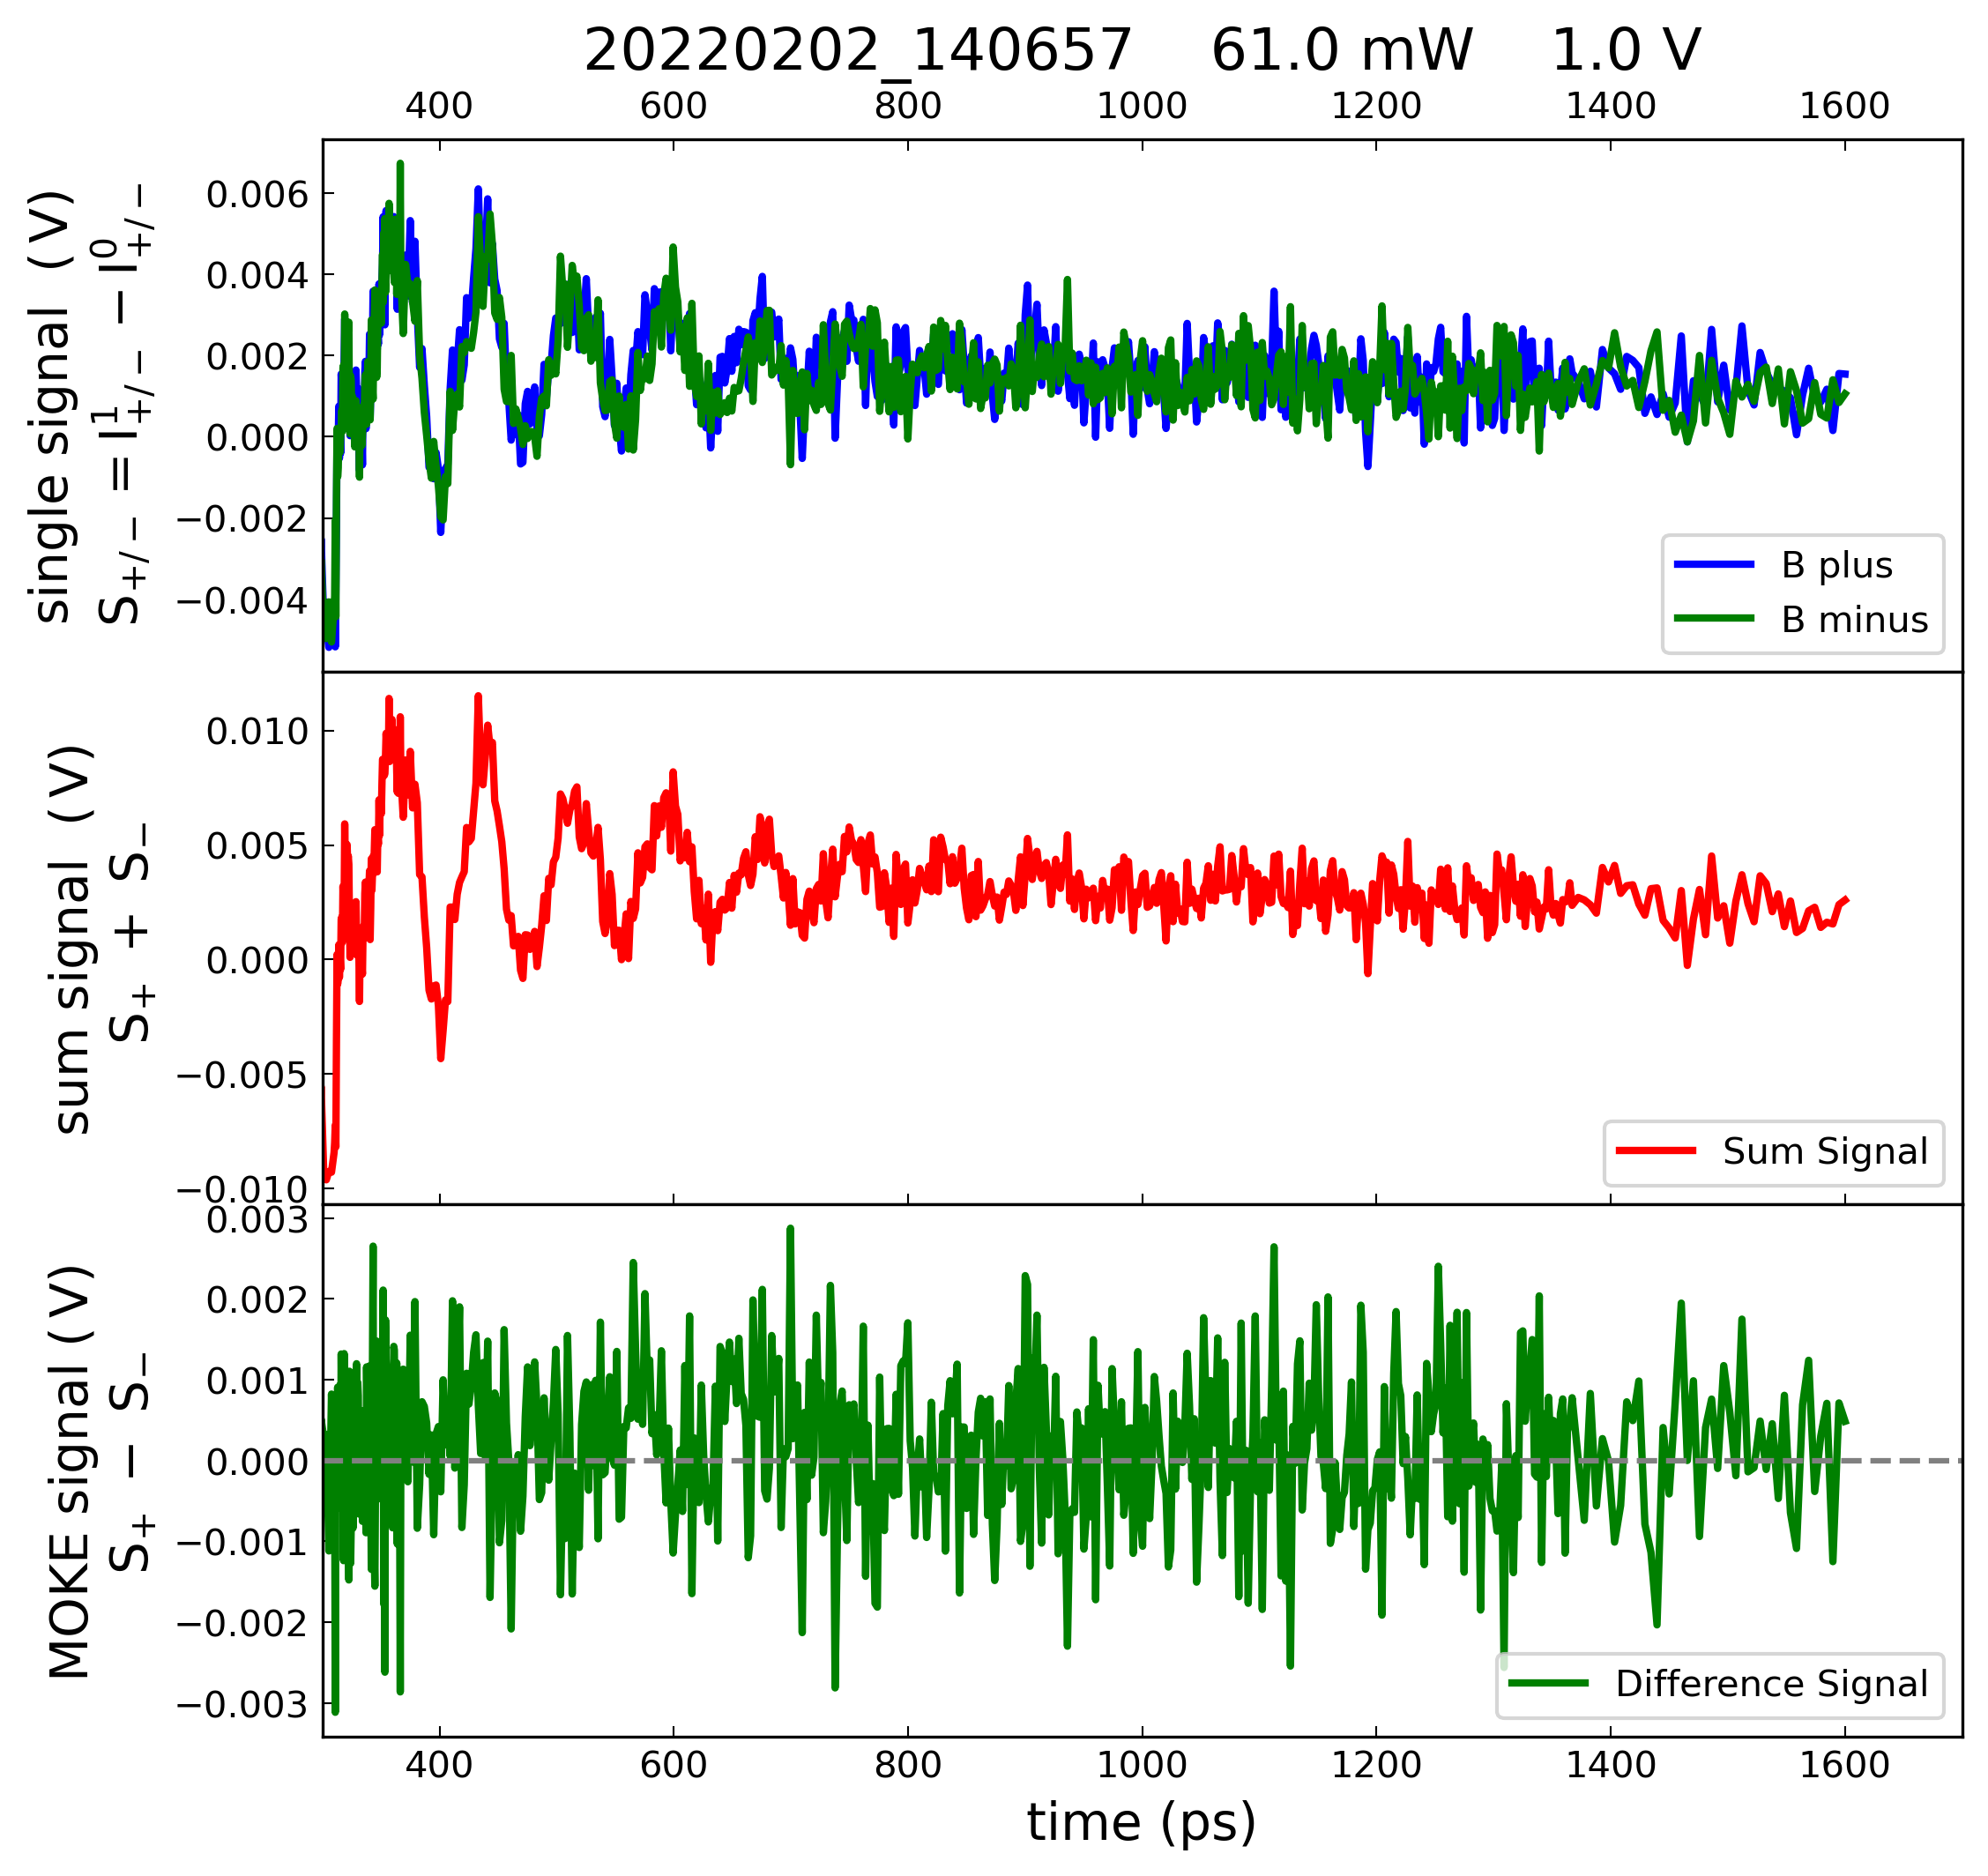 20220202_140657    61.0 mW    1.0 V
400 600 800 1000 1200 1400 1600
single signal (V)
S+/− = I¹+/− − I⁰+/−
0.006
0.004
0.002
0.000
−0.002
−0.004
B plus
B minus
sum signal (V)
S+ + S−
0.010
0.005
0.000
−0.005
−0.010
Sum Signal
MOKE signal (V)
S+ − S−
0.003
0.002
0.001
0.000
−0.001
−0.002
−0.003
Difference Signal
400 600 800 1000 1200 1400 1600
time (ps)